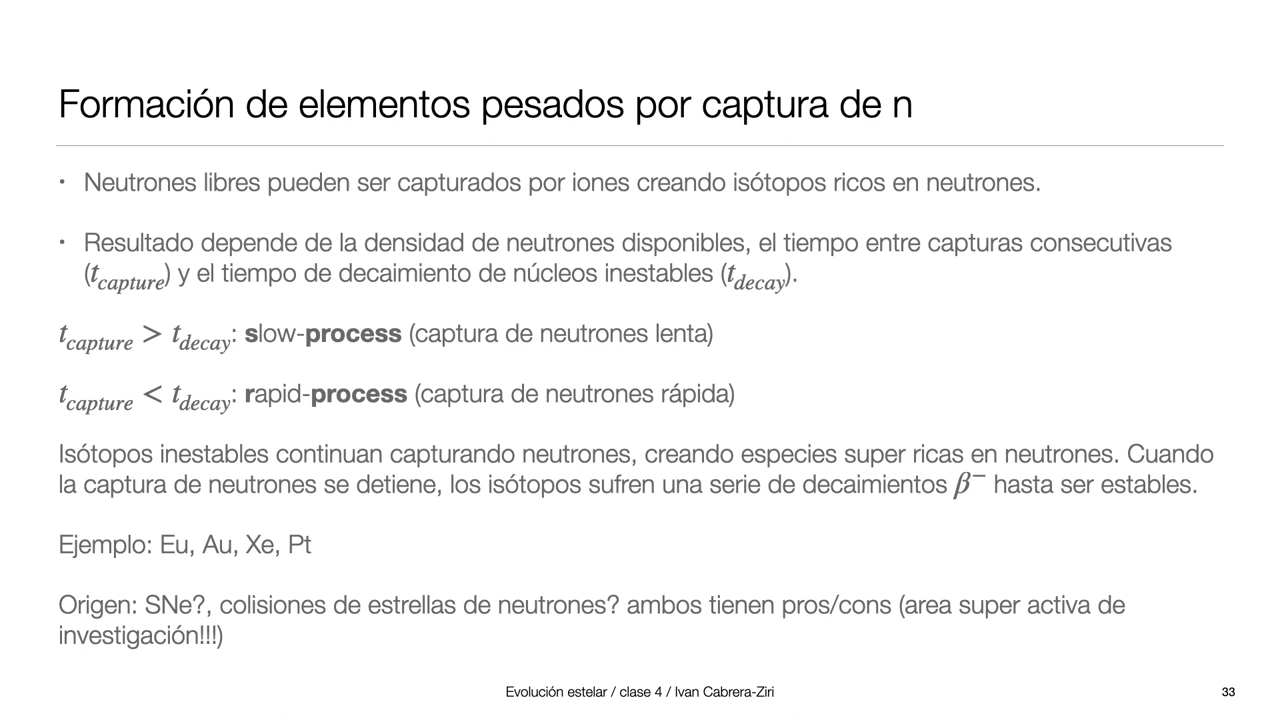 Formación de elementos pesados por captura de n
• Neutrones libres pueden ser capturados por iones creando isótopos ricos en neutrones.
• Resultado depende de la densidad de neutrones disponibles, el tiempo entre capturas consecutivas
(t_capture) y el tiempo de decaimiento de núcleos inestables (t_decay).
t_capture > t_decay: slow-process (captura de neutrones lenta)
t_capture < t_decay: rapid-process (captura de neutrones rápida)
Isótopos inestables continuan capturando neutrones, creando especies super ricas en neutrones. Cuando
la captura de neutrones se detiene, los isótopos sufren una serie de decaimientos β⁻ hasta ser estables.
Ejemplo: Eu, Au, Xe, Pt
Origen: SNe?, colisiones de estrellas de neutrones? ambos tienen pros/cons (area super activa de
investigación!!!)
Evolución estelar / clase 4 / Ivan Cabrera-Ziri
33